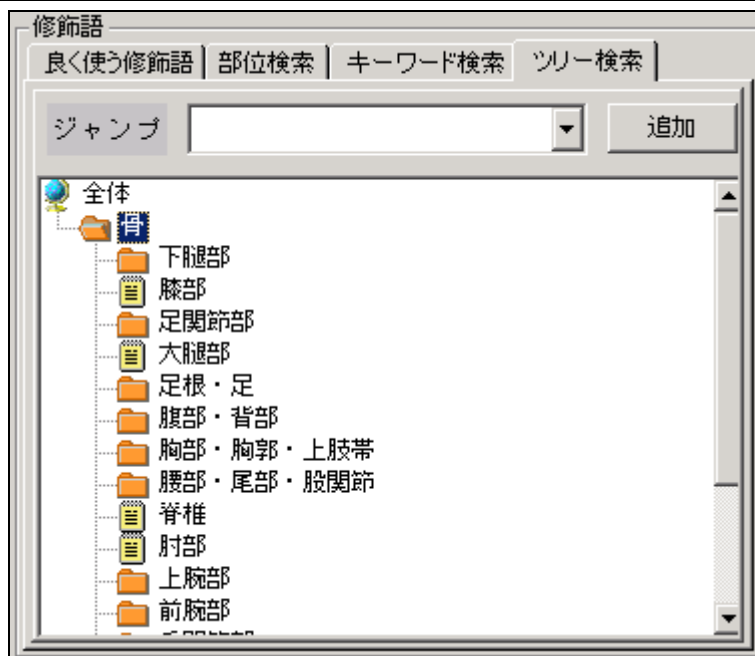 修飾語
良く使う修飾語 部位検索 キーワード検索 ツリー検索
ジャンプ 追加
全体
骨
下腿部
膝部
足関節部
大腿部
足根・足
腹部・背部
胸部・胸郭・上肢帯
腰部・尾部・股関節
脊椎
肘部
上腕部
前腕部